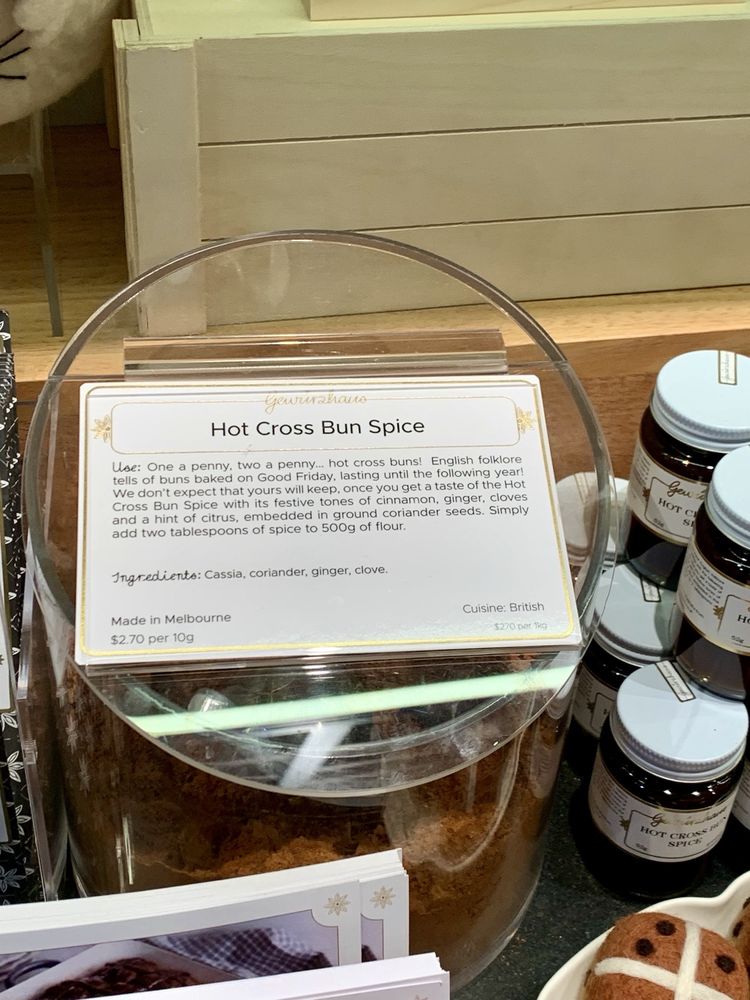 Gewürzhaus
Hot Cross Bun Spice
Use: One a penny, two a penny... hot cross buns! English folklore
tells of buns baked on Good Friday, lasting until the following year!
We don't expect that yours will keep, once you get a taste of the Hot
Cross Bun Spice with its festive tones of cinnamon, ginger, cloves
and a hint of citrus, embedded in ground coriander seeds. Simply
add two tablespoons of spice to 500g of flour.
Ingredients: Cassia, coriander, ginger, clove.
Made in Melbourne
$2.70 per 10g
Cuisine: British
$270 per 1kg
Gewürzhaus
HOT CROSS BUN
SPICE